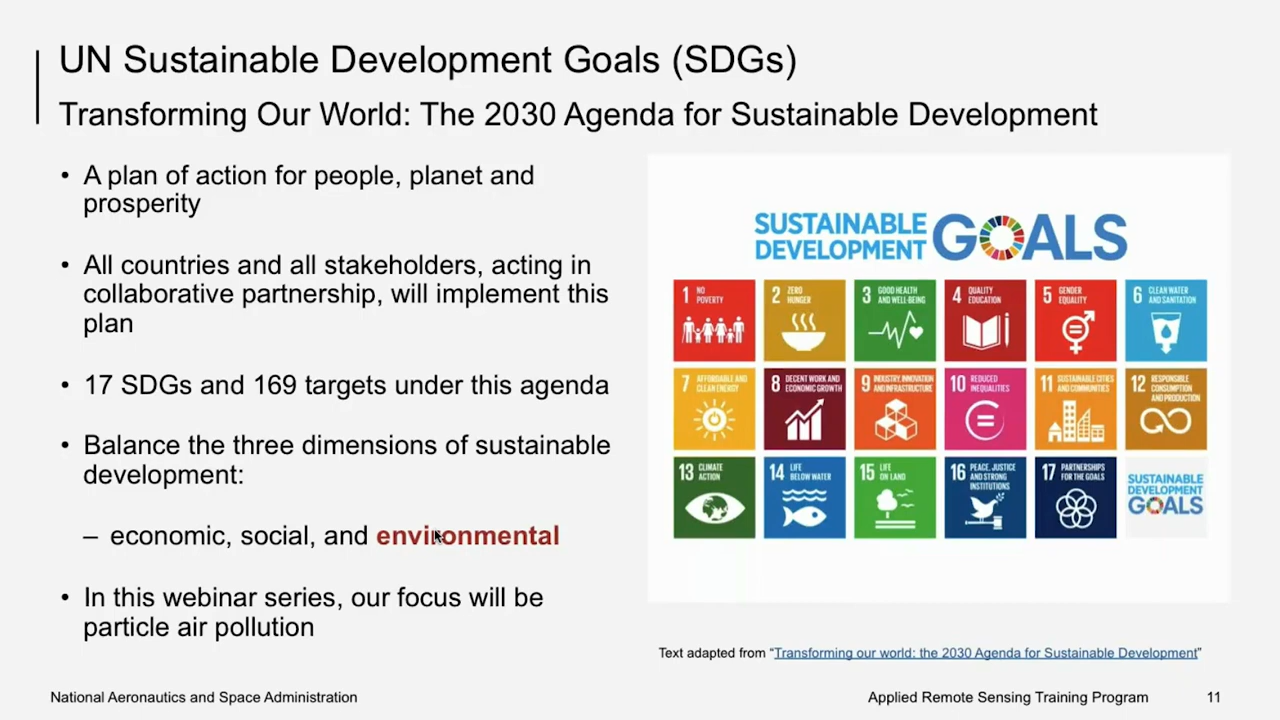 UN Sustainable Development Goals (SDGs)
Transforming Our World: The 2030 Agenda for Sustainable Development
• A plan of action for people, planet and
prosperity
• All countries and all stakeholders, acting in
collaborative partnership, will implement this
plan
• 17 SDGs and 169 targets under this agenda
• Balance the three dimensions of sustainable
development:
– economic, social, and environmental
• In this webinar series, our focus will be
particle air pollution
SUSTAINABLE
DEVELOPMENT GOALS
1 NO
POVERTY
2 ZERO
HUNGER
3 GOOD HEALTH
AND WELL-BEING
4 QUALITY
EDUCATION
5 GENDER
EQUALITY
6 CLEAN WATER
AND SANITATION
7 AFFORDABLE AND
CLEAN ENERGY
8 DECENT WORK AND
ECONOMIC GROWTH
9 INDUSTRY, INNOVATION
AND INFRASTRUCTURE
10 REDUCED
INEQUALITIES
11 SUSTAINABLE CITIES
AND COMMUNITIES
12 RESPONSIBLE
CONSUMPTION
AND PRODUCTION
13 CLIMATE
ACTION
14 LIFE
BELOW WATER
15 LIFE
ON LAND
16 PEACE, JUSTICE
AND STRONG
INSTITUTIONS
17 PARTNERSHIPS
FOR THE GOALS
SUSTAINABLE
DEVELOPMENT
GOALS
Text adapted from “Transforming our world: the 2030 Agenda for Sustainable Development”
National Aeronautics and Space Administration
Applied Remote Sensing Training Program
11